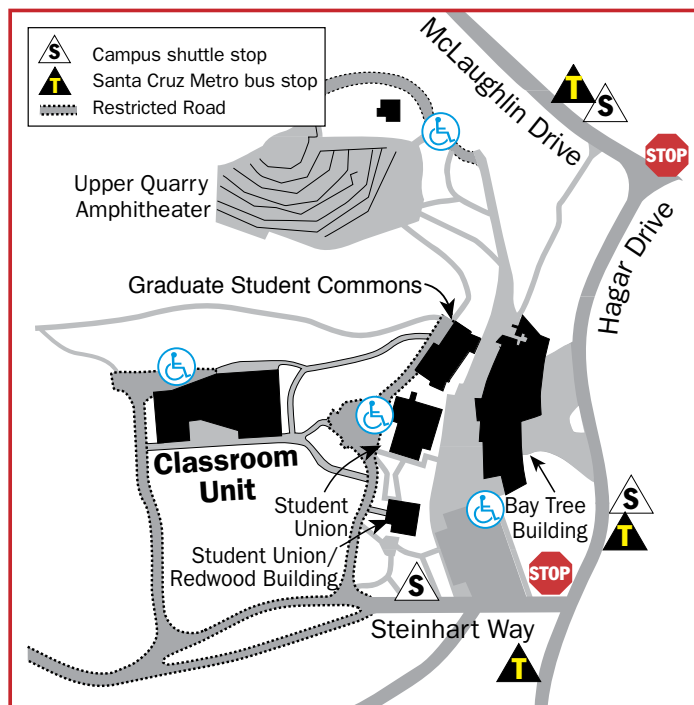 S Campus shuttle stop
T Santa Cruz Metro bus stop
Restricted Road
McLaughlin Drive
T
S
STOP
Upper Quarry
Amphitheater
Hagar Drive
Graduate Student Commons
Classroom
Unit
Student
Union
Student Union/
Redwood Building
Bay Tree
Building
S
T
STOP
S
Steinhart Way
T